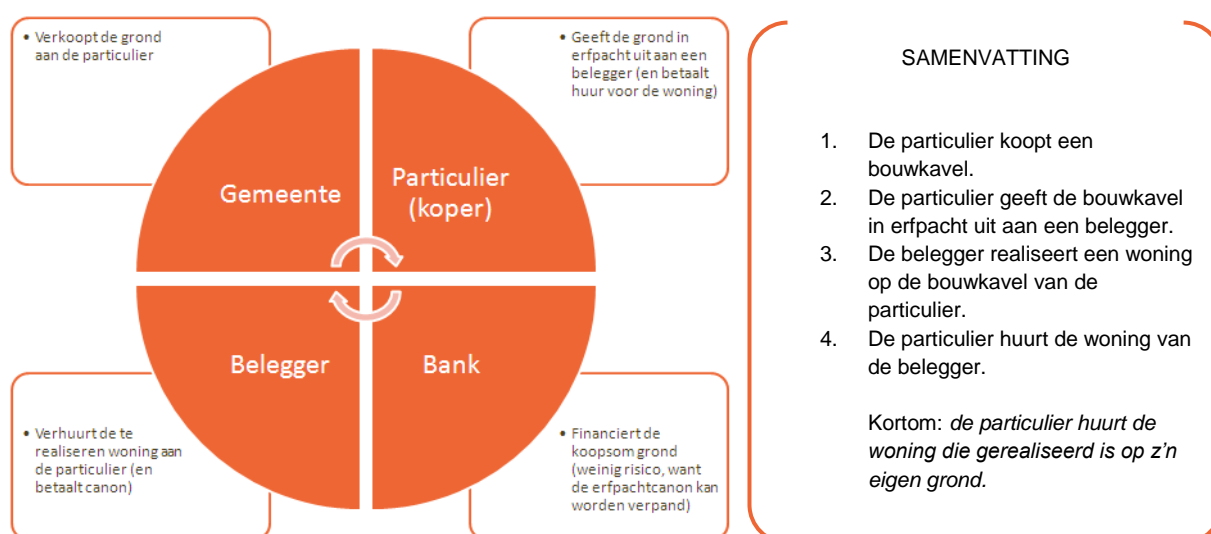 • Verkoopt de grond
aan de particulier
• Geeft de grond in
erfpacht uit aan een
belegger (en betaalt
huur voor de woning)
Gemeente
Particulier
(koper)
Belegger
Bank
• Verhuurt de te
realiseren woning aan
de particulier (en
betaalt canon)
• Financiert de
koopsom grond
(weinig risico, want
de erfpachtcanon kan
worden verpand)
SAMENVATTING
1. De particulier koopt een
bouwkavel.
2. De particulier geeft de bouwkavel
in erfpacht uit aan een belegger.
3. De belegger realiseert een woning
op de bouwkavel van de
particulier.
4. De particulier huurt de woning van
de belegger.
Kortom: de particulier huurt de
woning die gerealiseerd is op z’n
eigen grond.